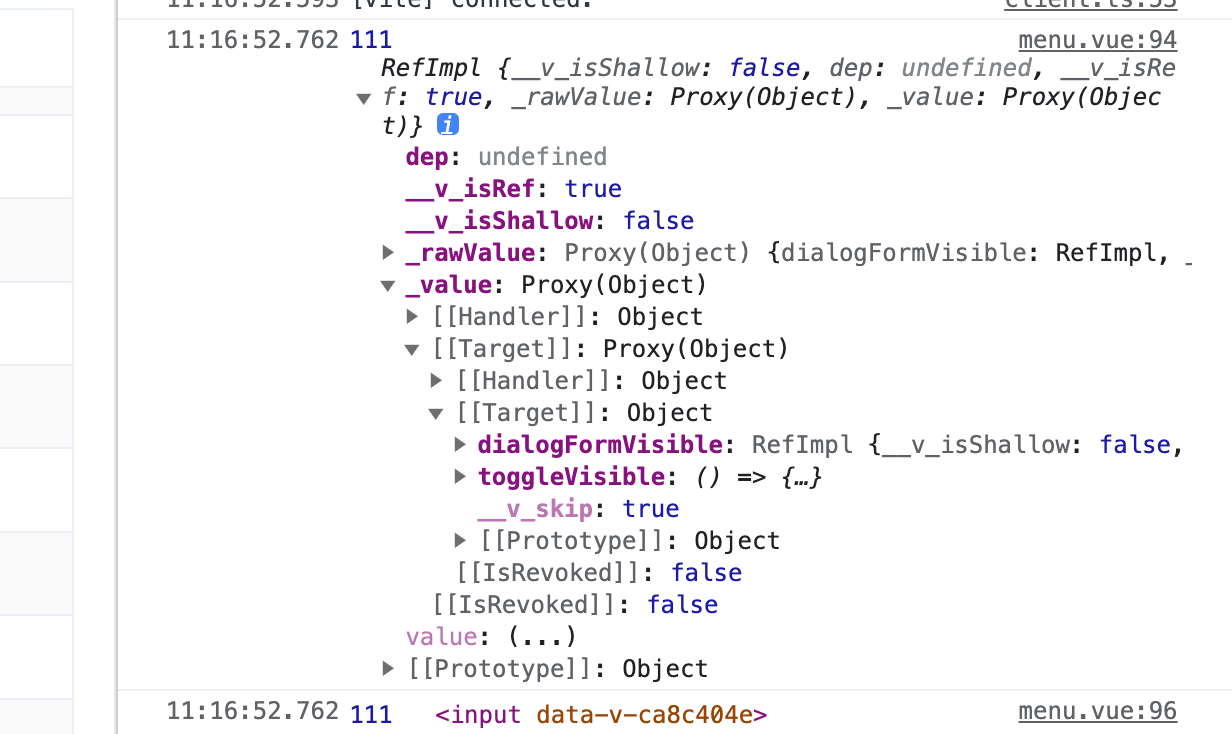 11:16:52.593 [vite] connected. client.ts:53
11:16:52.762 111 menu.vue:94
RefImpl {__v_isShallow: false, dep: undefined, __v_isRe
f: true, _rawValue: Proxy(Object), _value: Proxy(Objec
t)} i
dep: undefined
__v_isRef: true
__v_isShallow: false
_rawValue: Proxy(Object) {dialogFormVisible: RefImpl, _
_value: Proxy(Object)
[[Handler]]: Object
[[Target]]: Proxy(Object)
[[Handler]]: Object
[[Target]]: Object
dialogFormVisible: RefImpl {__v_isShallow: false,
toggleVisible: () => {…}
__v_skip: true
[[Prototype]]: Object
[[IsRevoked]]: false
[[IsRevoked]]: false
value: (...)
[[Prototype]]: Object
11:16:52.762 111 <input data-v-ca8c404e> menu.vue:96